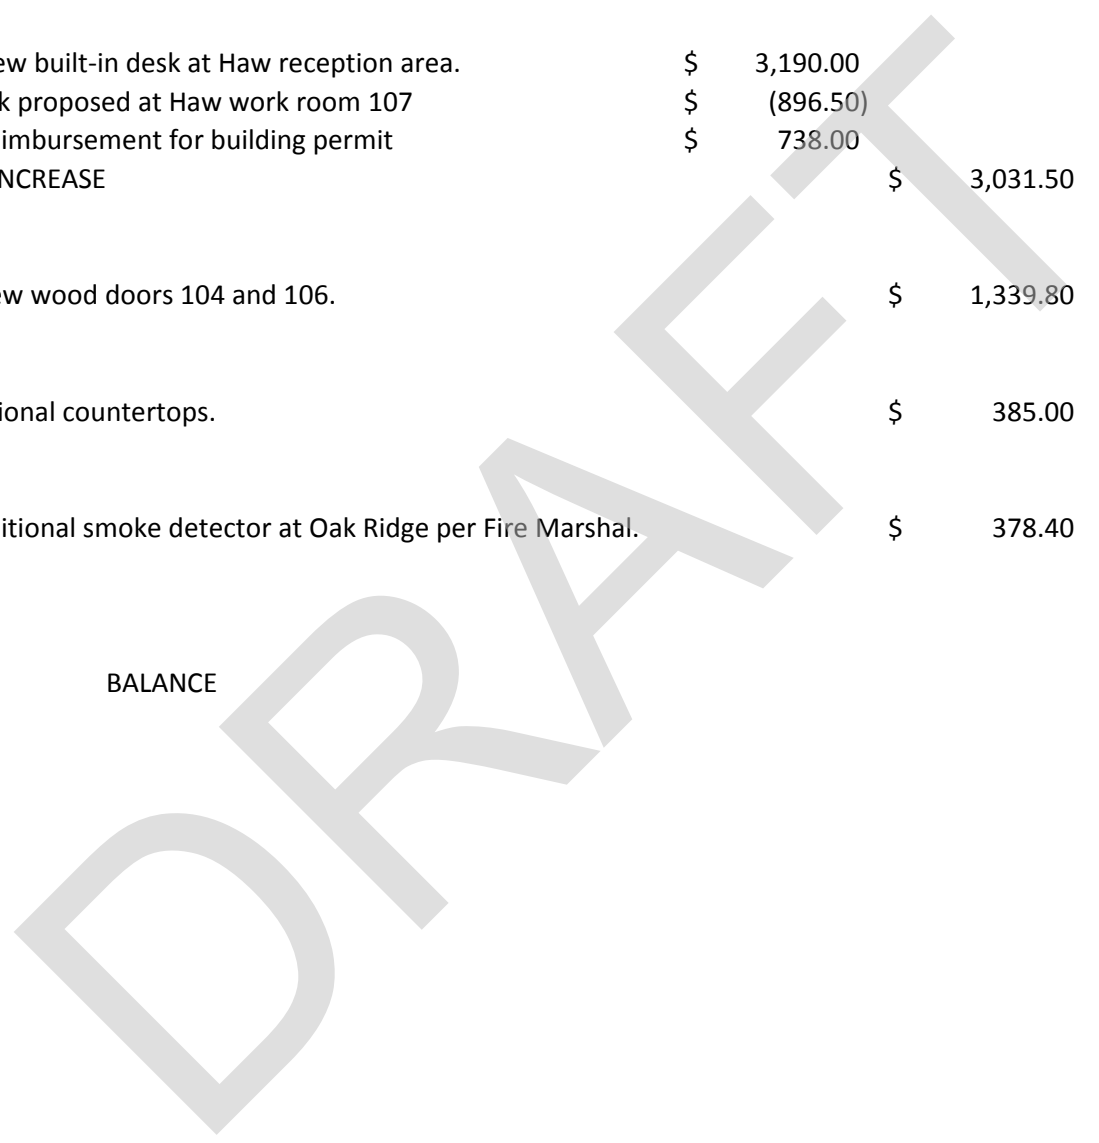 ew built-in desk at Haw reception area. $ 3,190.00
k proposed at Haw work room 107 $ (896.50)
imbursement for building permit $ 738.00
NCREASE $ 3,031.50
ew wood doors 104 and 106. $ 1,339.80
ional countertops. $ 385.00
itional smoke detector at Oak Ridge per Fire Marshal. $ 378.40
BALANCE
DRAFT